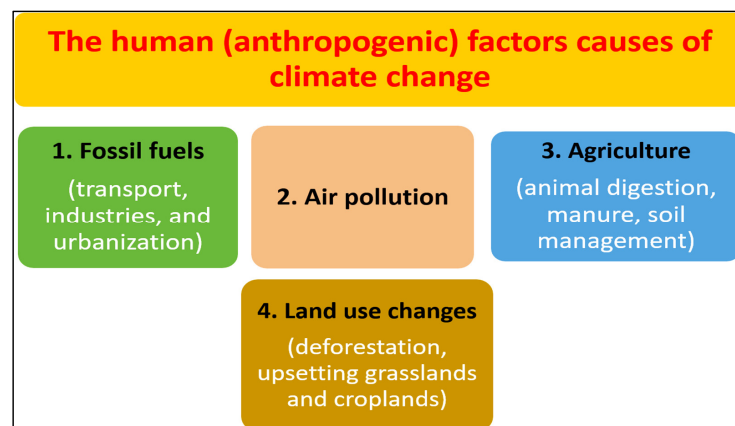 The human (anthropogenic) factors causes of
climate change
1. Fossil fuels
(transport,
industries, and
urbanization)
2. Air pollution
3. Agriculture
(animal digestion,
manure, soil
management)
4. Land use changes
(deforestation,
upsetting grasslands
and croplands)